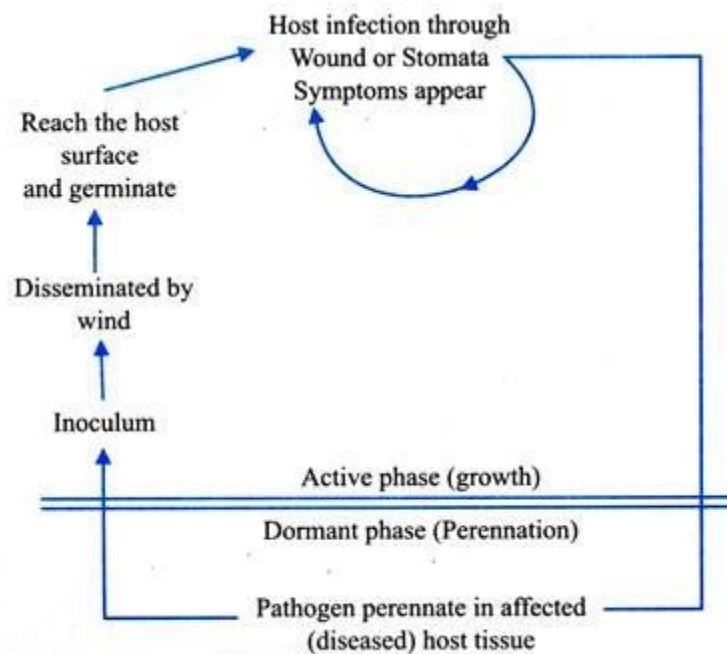 Host infection through
Wound or Stomata
Symptoms appear
Reach the host
surface
and germinate
Disseminated by
wind
Inoculum
Active phase (growth)
Dormant phase (Perennation)
Pathogen perennate in affected
(diseased) host tissue